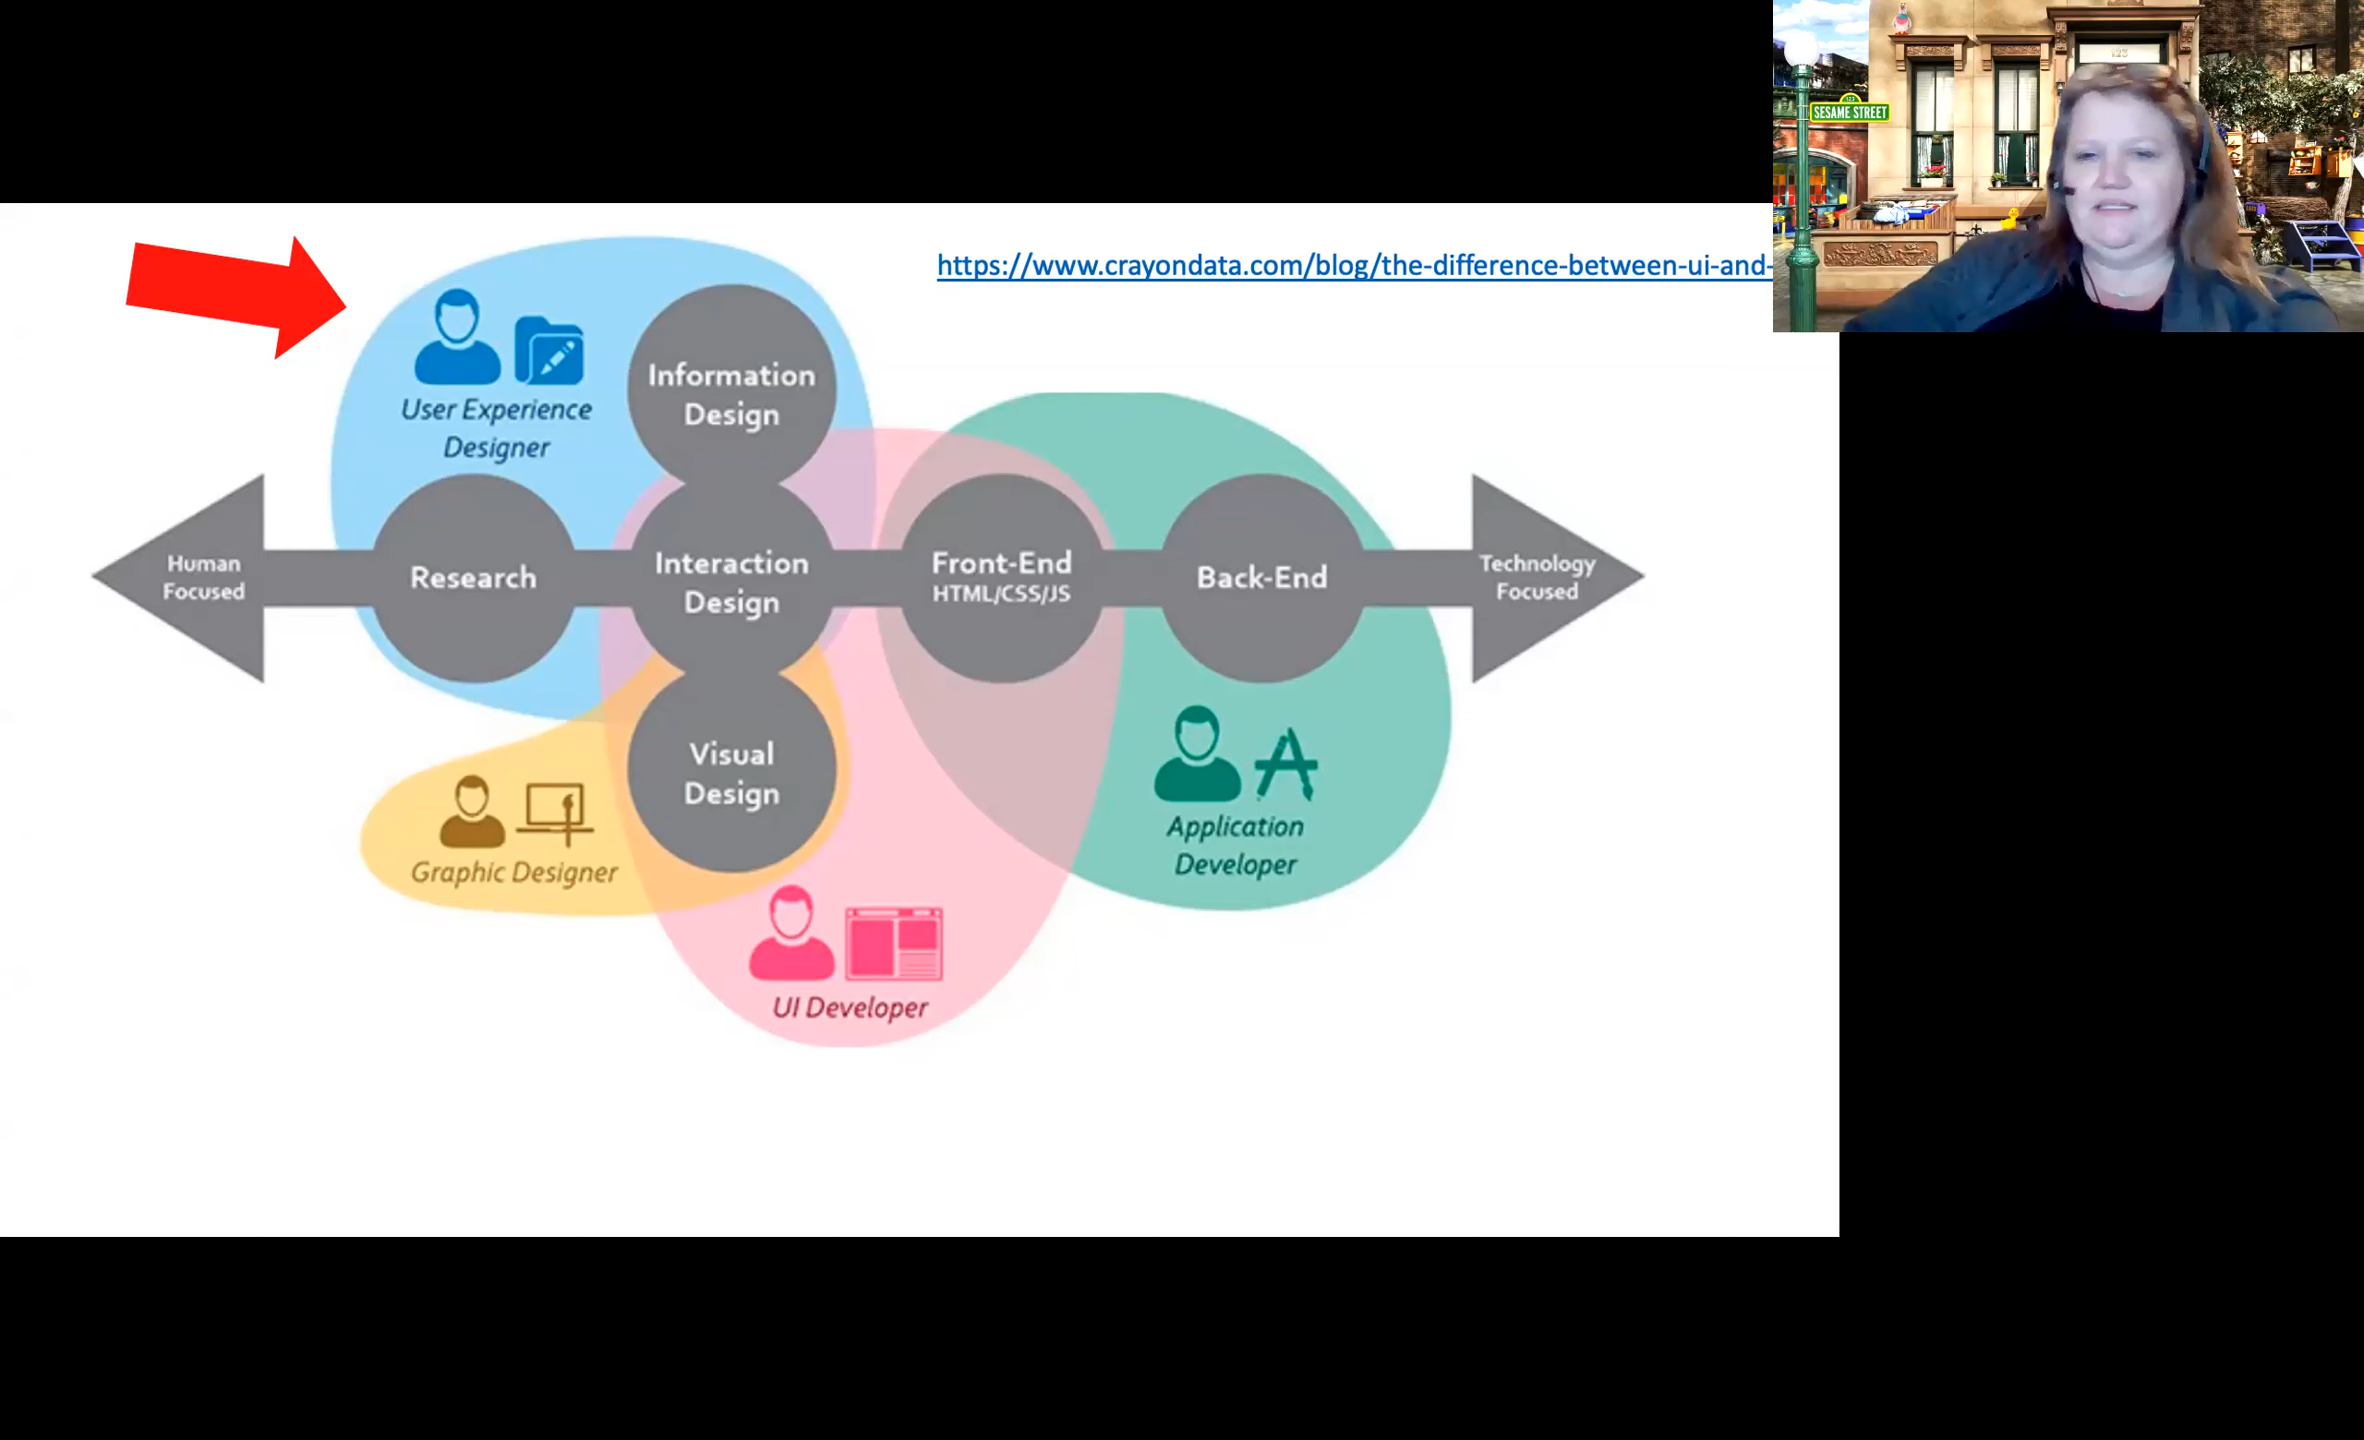 https://www.crayondata.com/blog/the-difference-between-ui-and-
123
SESAME STREET
User Experience
Designer
Information
Design
Human
Focused
Research
Interaction
Design
Front-End
HTML/CSS/JS
Back-End
Technology
Focused
Visual
Design
Graphic Designer
Application
Developer
UI Developer